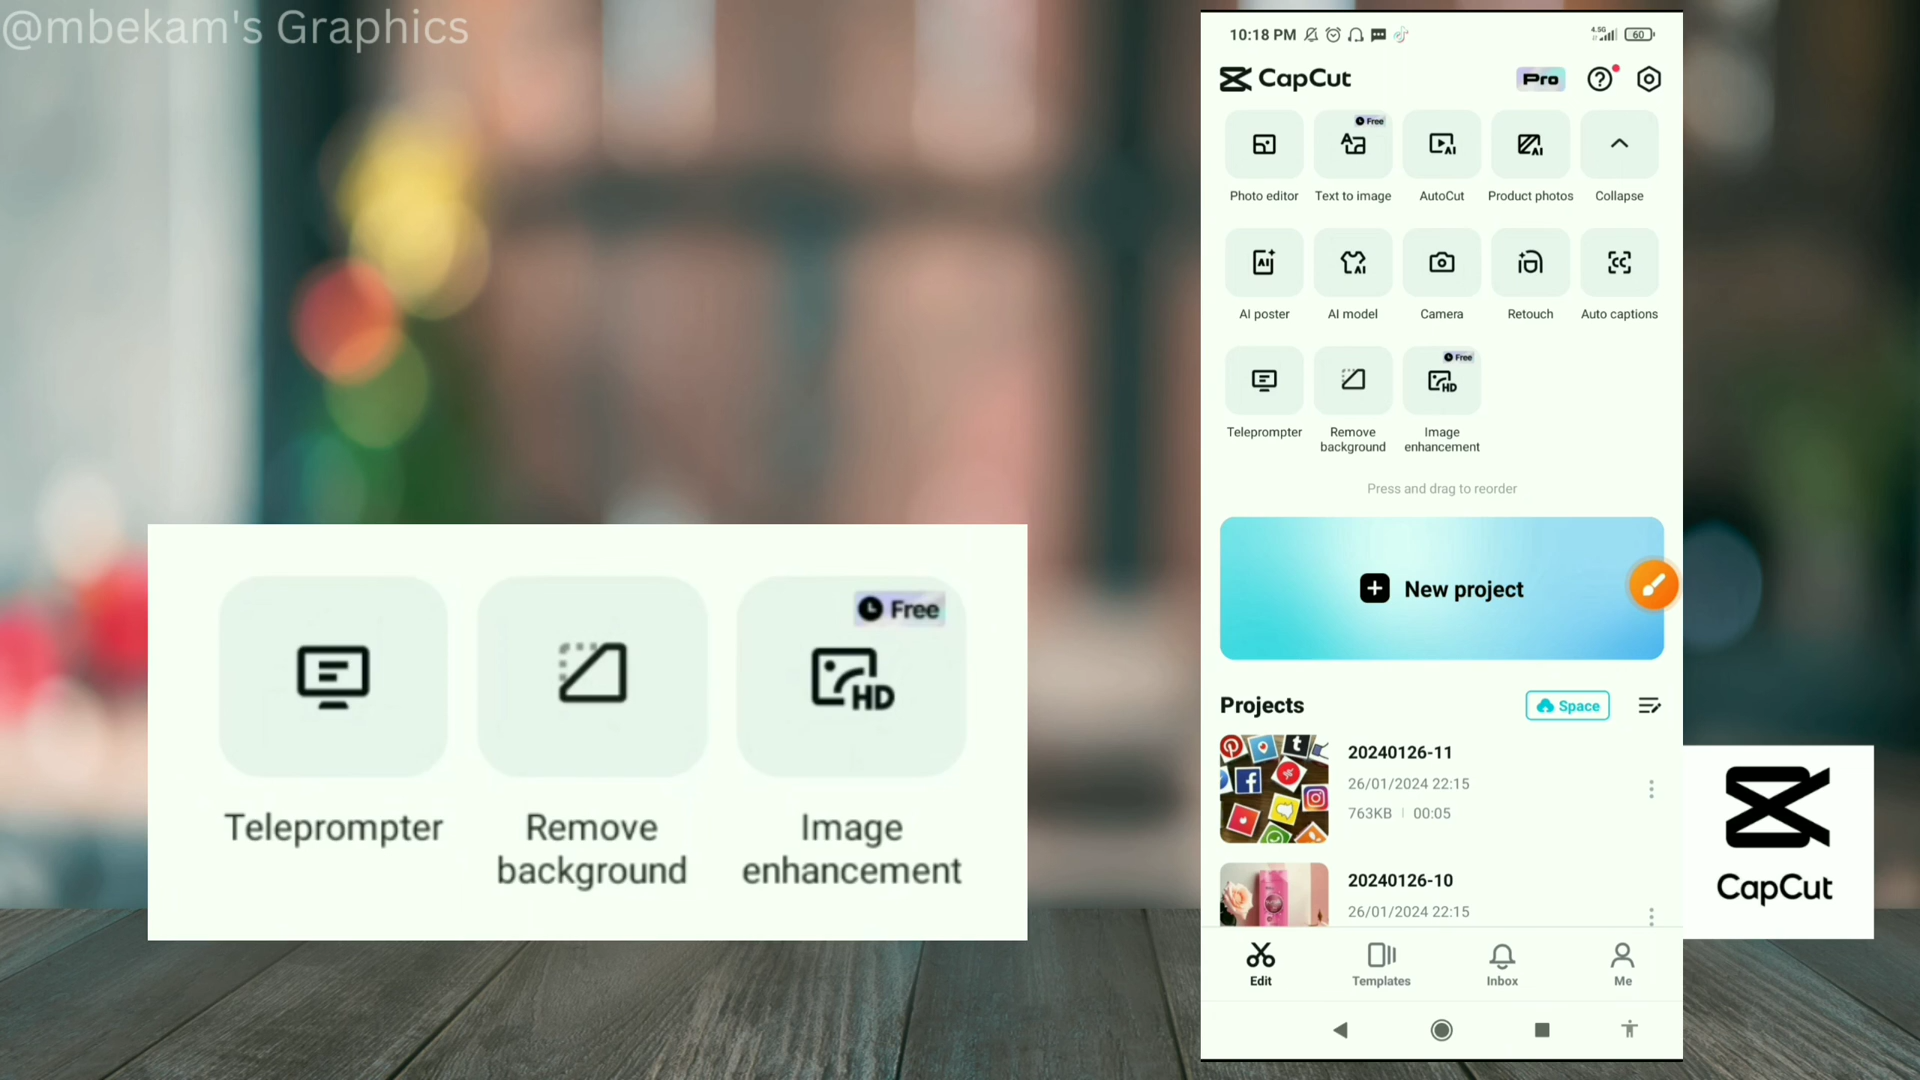 @mbekam's Graphics
10:18 PM
4.5G
60
CapCut
Pro
Free
Photo editor
Text to image
AutoCut
Product photos
Collapse
AI poster
AI model
Camera
Retouch
Auto captions
Free
Teleprompter
Remove
background
Image
enhancement
Press and drag to reorder
New project
Projects
Space
20240126-11
26/01/2024 22:15
763KB | 00:05
20240126-10
26/01/2024 22:15
Edit
Templates
Inbox
Me
Free
HD
Teleprompter
Remove
background
Image
enhancement
CapCut